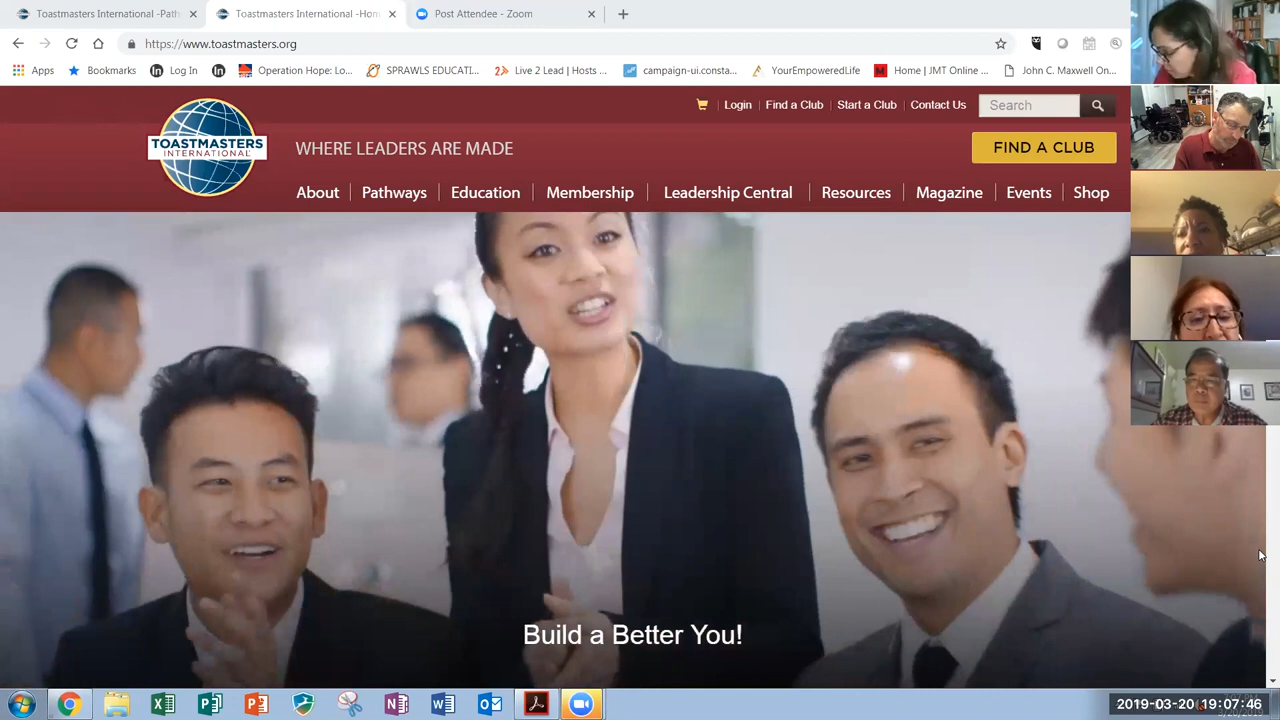 Toastmasters International -Path
Toastmasters International -Hom
Post Attendee - Zoom
https://www.toastmasters.org
Apps
Bookmarks
Log In
Operation Hope: Lo...
SPRAWLS EDUCAT...
Live 2 Lead | Hosts ...
campaign-ui.consta...
YourEmpoweredLife
Home | JMT Online ...
John C. Maxwell On...
Login
Find a Club
Start a Club
Contact Us
Search
TOASTMASTERS
INTERNATIONAL
WHERE LEADERS ARE MADE
FIND A CLUB
About
Pathways
Education
Membership
Leadership Central
Resources
Magazine
Events
Shop
Build a Better You!
2019-03-20 19:07:46